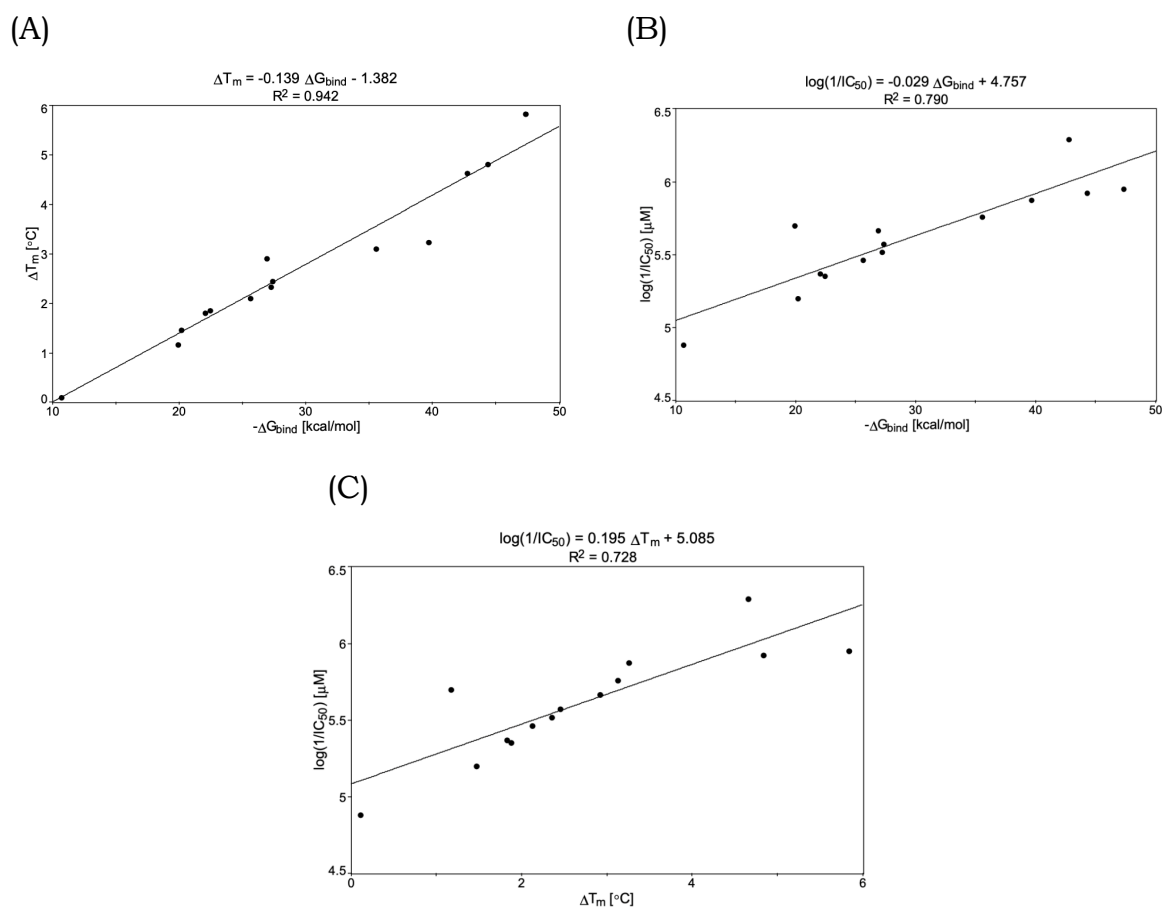 (A)
ΔTm = -0.139 ΔGbind - 1.382
R2 = 0.942
6
5
4
3
2
1
0
ΔTm [°C]
10
20
30
40
50
-ΔGbind [kcal/mol]
(B)
log(1/IC50) = -0.029 ΔGbind + 4.757
R2 = 0.790
6.5
6
5.5
5
4.5
log(1/IC50) [μM]
10
20
30
40
50
-ΔGbind [kcal/mol]
(C)
log(1/IC50) = 0.195 ΔTm + 5.085
R2 = 0.728
6.5
6
5.5
5
4.5
log(1/IC50) [μM]
0
2
4
6
ΔTm [°C]